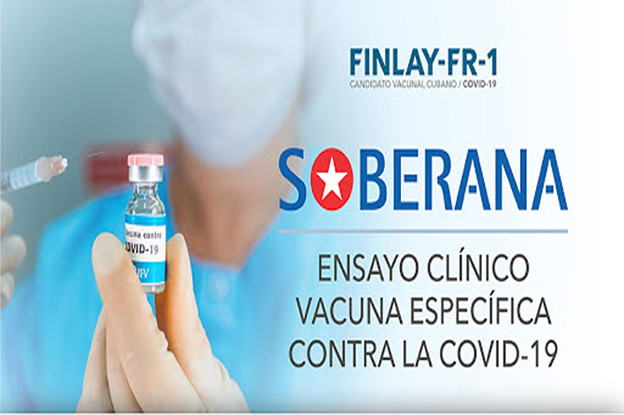 FINLAY-FR-1
CANDIDATO VACUNAL CUBANO / COVID-19
SOBERANA
ENSAYO CLÍNICO
VACUNA ESPECÍFICA
CONTRA LA COVID-19
contra
COVID-19